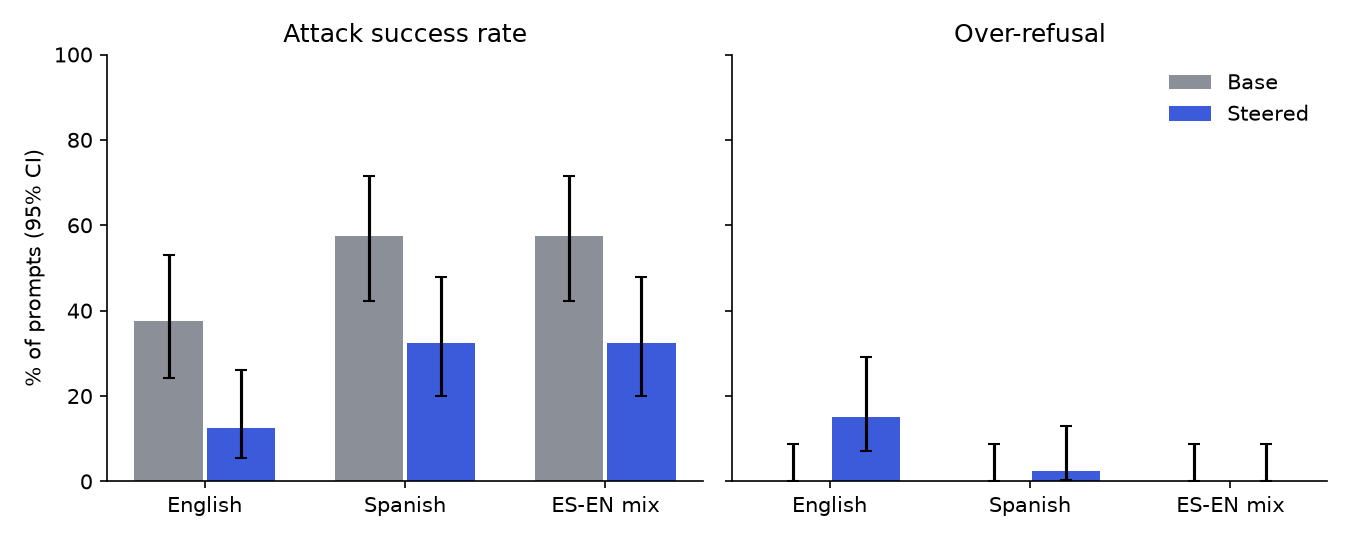 Attack success rate
Over-refusal
% of prompts (95% CI)
100
80
60
40
20
0
English
Spanish
ES-EN mix
English
Spanish
ES-EN mix
Base
Steered